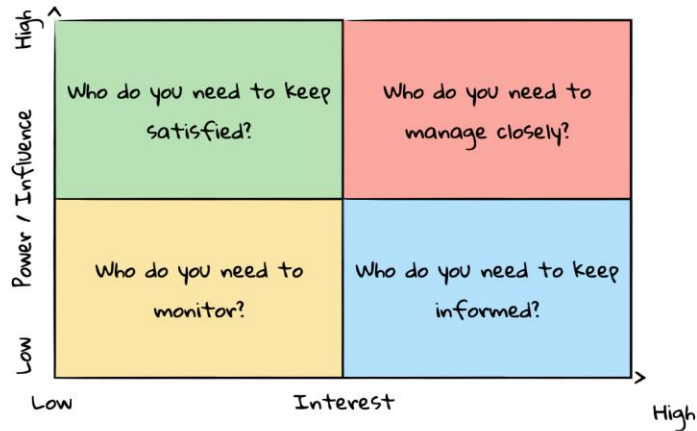 High
Who do you need to keep
satisfied?
Who do you need to
manage closely?
Power / Influence
Who do you need to
monitor?
Who do you need to keep
informed?
Low
Low
Interest
High